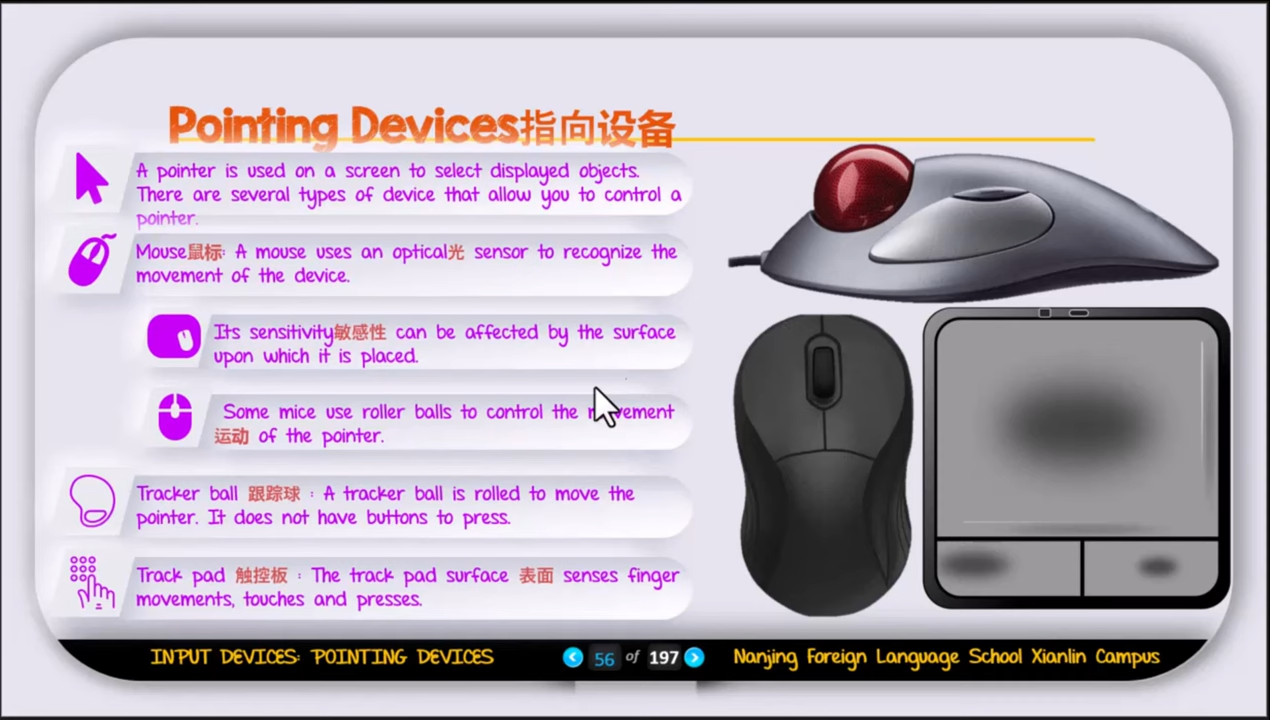 Pointing Devices指向设备
A pointer is used on a screen to select displayed objects.
There are several types of device that allow you to control a
pointer.
Mouse鼠标: A mouse uses an optical光 sensor to recognize the
movement of the device.
Its sensitivity敏感性 can be affected by the surface
upon which it is placed.
Some mice use roller balls to control the movement
运动 of the pointer.
Tracker ball 跟踪球 : A tracker ball is rolled to move the
pointer. It does not have buttons to press.
Track pad 触控板 : The track pad surface 表面 senses finger
movements, touches and presses.
INPUT DEVICES: POINTING DEVICES
56 of 197
Nanjing Foreign Language School Xianlin Campus